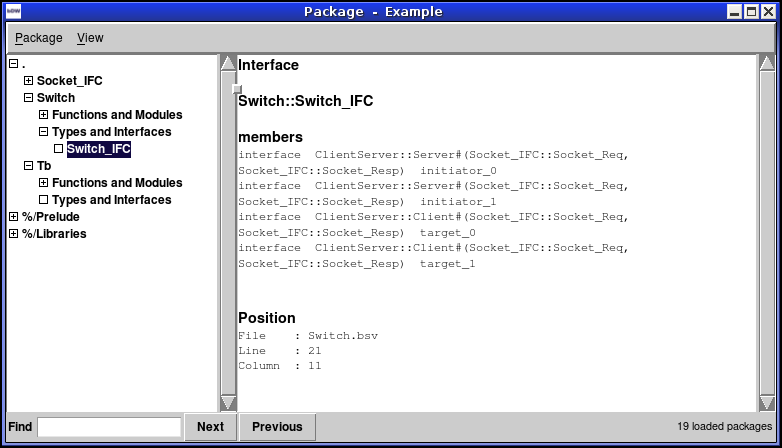 Package - Example
Package View
.
Socket_IFC
Switch
Functions and Modules
Types and Interfaces
Switch_IFC
Tb
Functions and Modules
Types and Interfaces
%/Prelude
%/Libraries
Interface
Switch::Switch_IFC
members
interface ClientServer::Server#(Socket_IFC::Socket_Req,
Socket_IFC::Socket_Resp) initiator_0
interface ClientServer::Server#(Socket_IFC::Socket_Req,
Socket_IFC::Socket_Resp) initiator_1
interface ClientServer::Client#(Socket_IFC::Socket_Req,
Socket_IFC::Socket_Resp) target_0
interface ClientServer::Client#(Socket_IFC::Socket_Req,
Socket_IFC::Socket_Resp) target_1
Position
File : Switch.bsv
Line : 21
Column : 11
Find Next Previous 19 loaded packages